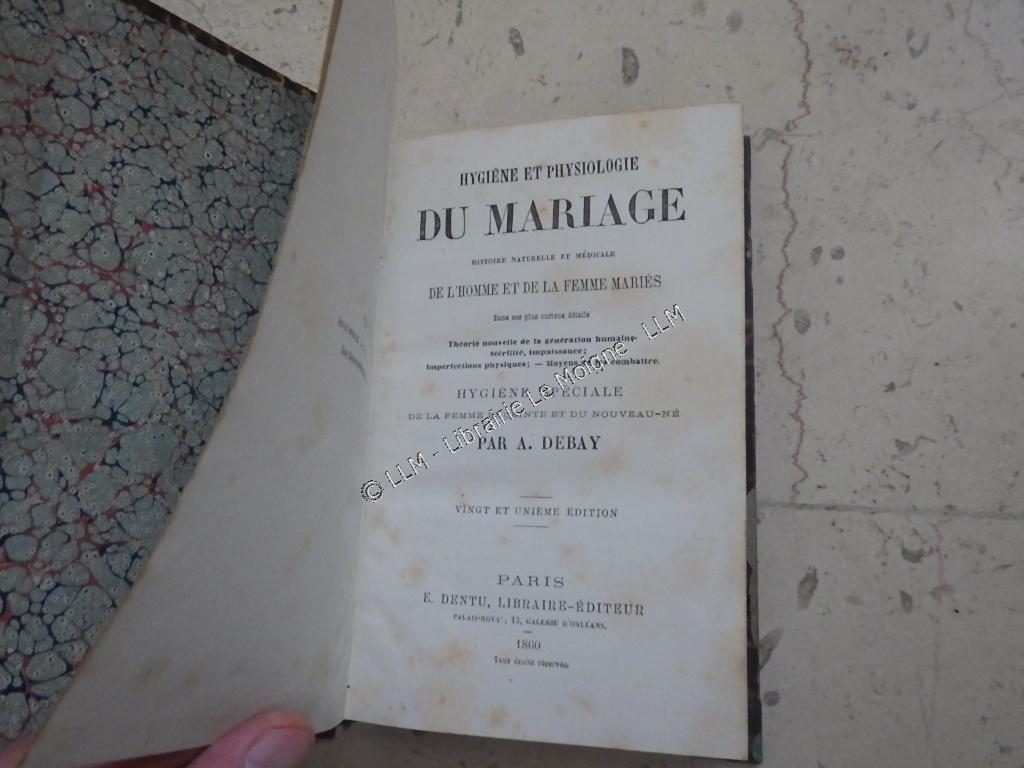 HYGIÈNE ET PHYSIOLOGIE
DU MARIAGE
HISTOIRE NATURELLE ET MÉDICALE
DE L'HOMME ET DE LA FEMME MARIÉS
Dans ses plus curieux détails
Théorie nouvelle de la génération humaine
Stérilité, Impuissance;
Imperfections physiques; — Moyens combattre.
HYGIÈNE SPÉCIALE
DE LA FEMME ENCEINTE ET DU NOUVEAU-NÉ
PAR A. DEBAY
VINGT ET UNIÈME ÉDITION
PARIS
E. DENTU, LIBRAIRE-ÉDITEUR
PALAIS-ROYAL, 13, GALERIE D'ORLÉANS.
1860
Tous droits réservés
© LLM - Librairie Le Moigne - LLM